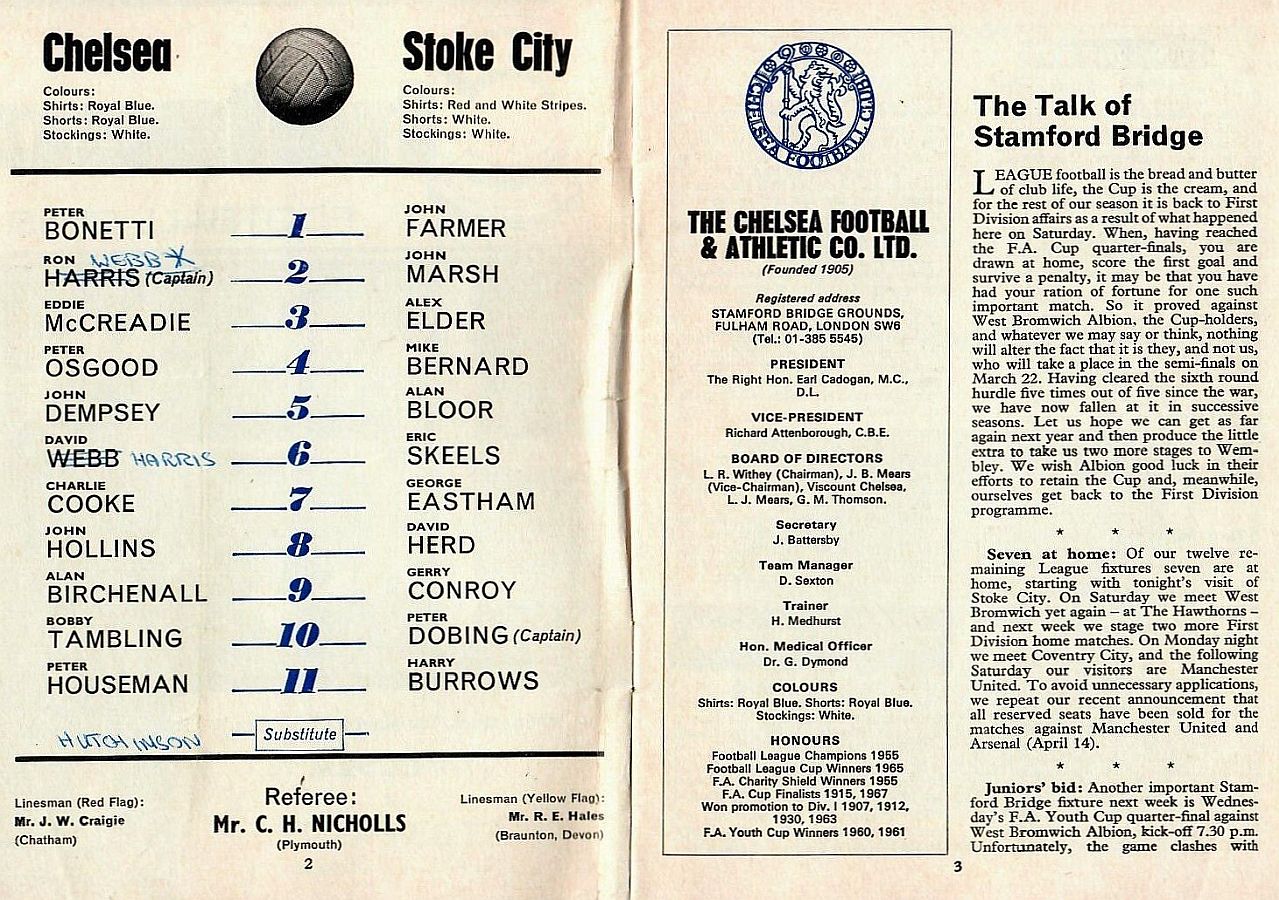 Chelsea
Colours:
Shirts: Royal Blue.
Shorts: Royal Blue.
Stockings: White.
Stoke City
Colours:
Shirts: Red and White Stripes.
Shorts: White.
Stockings: White.
PETER
BONETTI
1
JOHN
FARMER
RON WEBB X
HARRIS (Captain)
2
JOHN
MARSH
EDDIE
McCREADIE
3
ALEX
ELDER
PETER
OSGOOD
4
MIKE
BERNARD
JOHN
DEMPSEY
5
ALAN
BLOOR
DAVID
WEBB HARRIS
6
ERIC
SKEELS
CHARLIE
COOKE
7
GEORGE
EASTHAM
JOHN
HOLLINS
8
DAVID
HERD
ALAN
BIRCHENALL
9
GERRY
CONROY
BOBBY
TAMBLING
10
PETER
DOBING (Captain)
PETER
HOUSEMAN
11
HARRY
BURROWS
HUTCHINSON
Substitute
Linesman (Red Flag):
Mr. J. W. Craigie
(Chatham)
Referee:
Mr. C. H. NICHOLLS
(Plymouth)
Linesman (Yellow Flag):
Mr. R. E. Hales
(Braunton, Devon)
2
CHELSEA FOOTBALL CLUB
THE CHELSEA FOOTBALL
& ATHLETIC CO. LTD.
(Founded 1905)
Registered address
STAMFORD BRIDGE GROUNDS,
FULHAM ROAD, LONDON SW6
(Tel.: 01-385 5545)
PRESIDENT
The Right Hon. Earl Cadogan, M.C.,
D.L.
VICE-PRESIDENT
Richard Attenborough, C.B.E.
BOARD OF DIRECTORS
L. R. Withey (Chairman), J. B. Mears
(Vice-Chairman), Viscount Chelsea,
L. J. Mears, G. M. Thomson.
Secretary
J. Battersby
Team Manager
D. Sexton
Trainer
H. Medhurst
Hon. Medical Officer
Dr. G. Dymond
COLOURS
Shirts: Royal Blue. Shorts: Royal Blue.
Stockings: White.
HONOURS
Football League Champions 1955
Football League Cup Winners 1965
F.A. Charity Shield Winners 1955
F.A. Cup Finalists 1915, 1967
Won promotion to Div. I 1907, 1912,
1930, 1963
F.A. Youth Cup Winners 1960, 1961
The Talk of
Stamford Bridge
LEAGUE football is the bread and butter
of club life, the Cup is the cream, and
for the rest of our season it is back to First
Division affairs as a result of what happened
here on Saturday. When, having reached
the F.A. Cup quarter-finals, you are
drawn at home, score the first goal and
survive a penalty, it may be that you have
had your ration of fortune for one such
important match. So it proved against
West Bromwich Albion, the Cup-holders,
and whatever we may say or think, nothing
will alter the fact that it is they, and not us,
who will take a place in the semi-finals on
March 22. Having cleared the sixth round
hurdle five times out of five since the war,
we have now fallen at it in successive
seasons. Let us hope we can get as far
again next year and then produce the little
extra to take us two more stages to Wem-
bley. We wish Albion good luck in their
efforts to retain the Cup and, meanwhile,
ourselves get back to the First Division
programme.
* * *
Seven at home: Of our twelve re-
maining League fixtures seven are at
home, starting with tonight's visit of
Stoke City. On Saturday we meet West
Bromwich yet again – at The Hawthorns –
and next week we stage two more First
Division home matches. On Monday night
we meet Coventry City, and the following
Saturday our visitors are Manchester
United. To avoid unnecessary applications,
we repeat our recent announcement that
all reserved seats have been sold for the
matches against Manchester United and
Arsenal (April 14).
* * *
Juniors' bid: Another important Stam-
ford Bridge fixture next week is Wednes-
day's F.A. Youth Cup quarter-final against
West Bromwich Albion, kick-off 7.30 p.m.
Unfortunately, the game clashes with
3